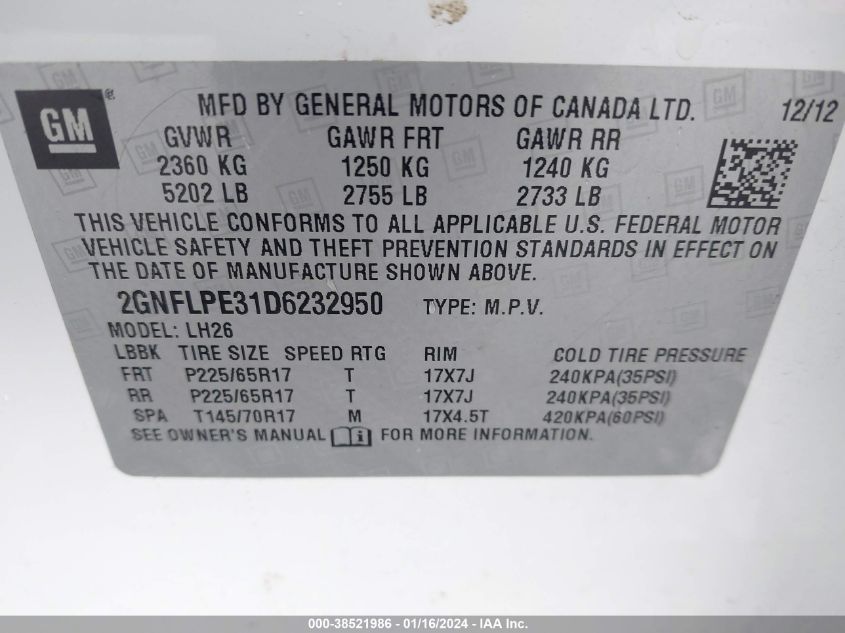 GM ® MFD BY GENERAL MOTORS OF CANADA LTD. 12/12
GVWR GAWR FRT GAWR RR
2360 KG 1250 KG 1240 KG
5202 LB 2755 LB 2733 LB
THIS VEHICLE CONFORMS TO ALL APPLICABLE U.S. FEDERAL MOTOR
VEHICLE SAFETY AND THEFT PREVENTION STANDARDS IN EFFECT ON
THE DATE OF MANUFACTURE SHOWN ABOVE.
2GNFLPE31D6232950 TYPE: M.P.V.
MODEL: LH26
LBBK TIRE SIZE SPEED RTG RIM COLD TIRE PRESSURE
FRT P225/65R17 T 17X7J 240KPA(35PSI)
RR P225/65R17 T 17X7J 240KPA(35PSI)
SPA T145/70R17 M 17X4.5T 420KPA(60PSI)
SEE OWNER'S MANUAL i FOR MORE INFORMATION.
000-38521986 - 01/16/2024 - IAA Inc.